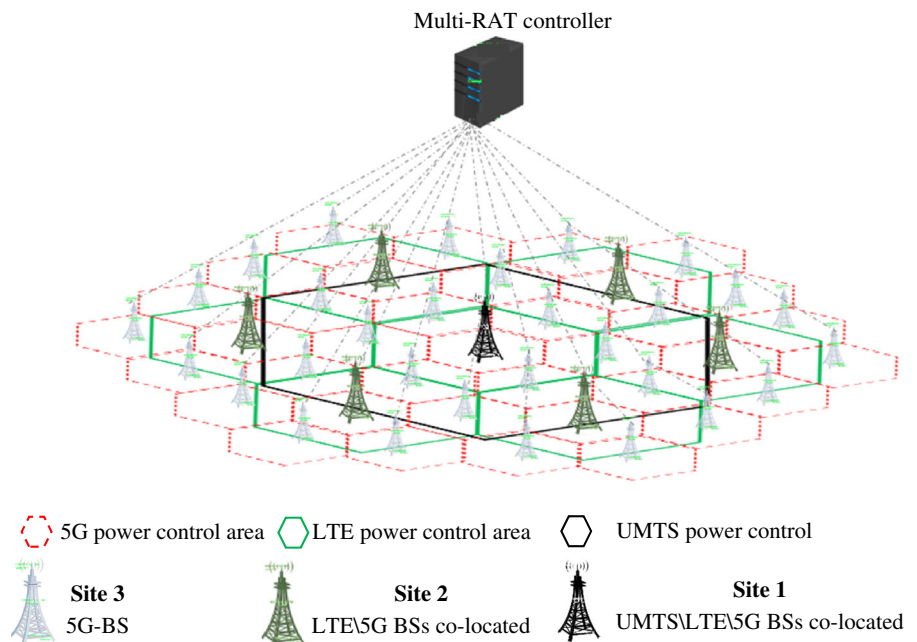 Multi-RAT controller
5G power control area
LTE power control area
UMTS power control
Site 3
5G-BS
Site 2
LTE\5G BSs co-located
Site 1
UMTS\LTE\5G BSs co-located